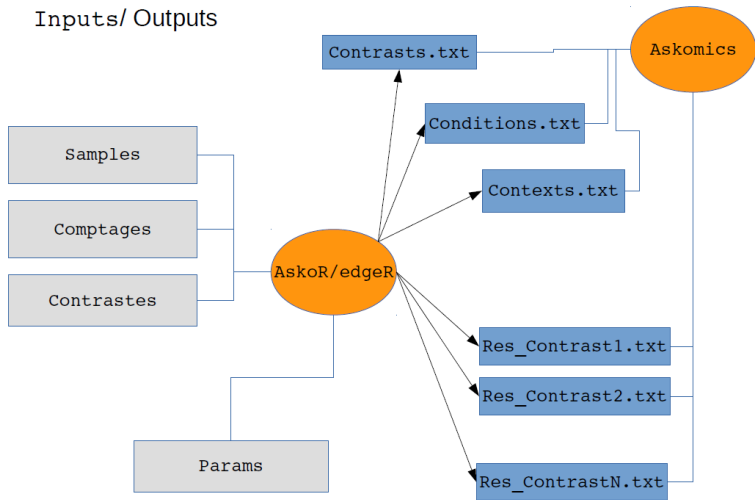 Inputs/ Outputs
Contrasts.txt
Askomics
Conditions.txt
Samples
Contexts.txt
Comptages
AskoR/edgeR
Contrastes
Res_Contrast1.txt
Res_Contrast2.txt
Params
Res_ContrastN.txt